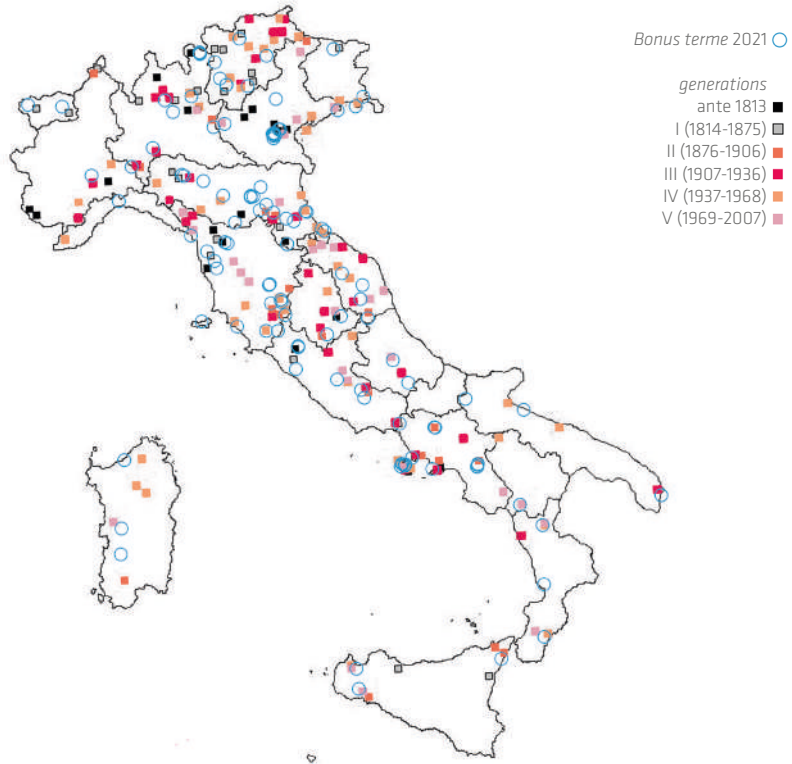 Bonus terme 2021
generations
ante 1813
I (1814-1875)
II (1876-1906)
III (1907-1936)
IV (1937-1968)
V (1969-2007)